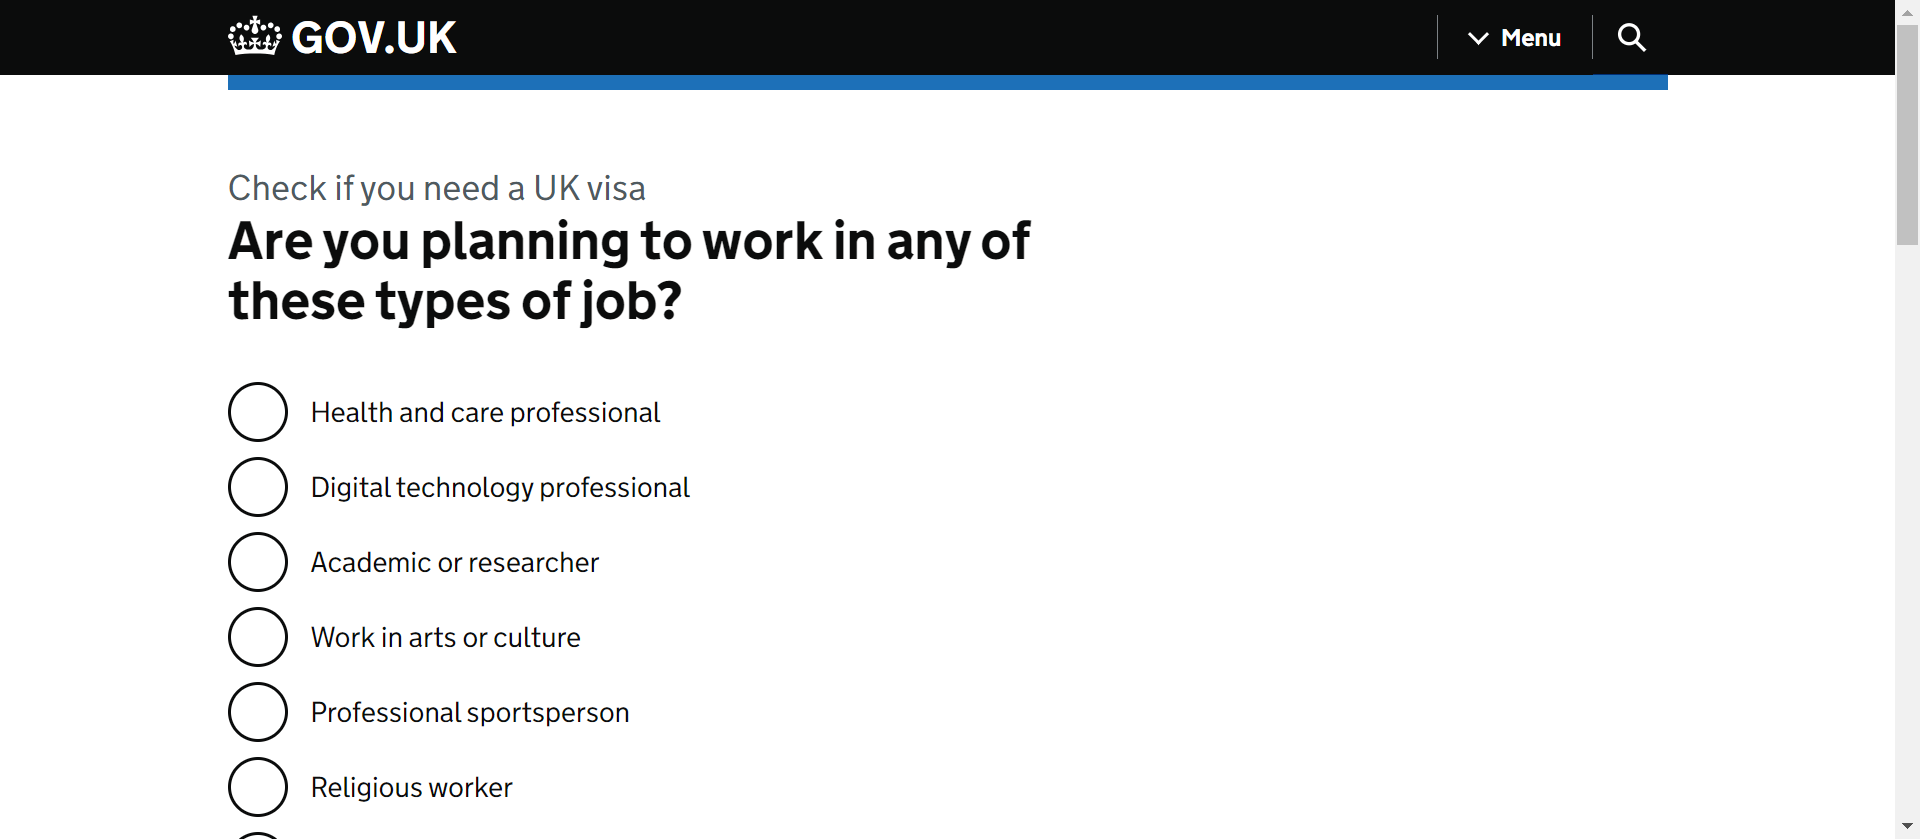 GOV.UK
Menu
Check if you need a UK visa
Are you planning to work in any of
these types of job?
Health and care professional
Digital technology professional
Academic or researcher
Work in arts or culture
Professional sportsperson
Religious worker